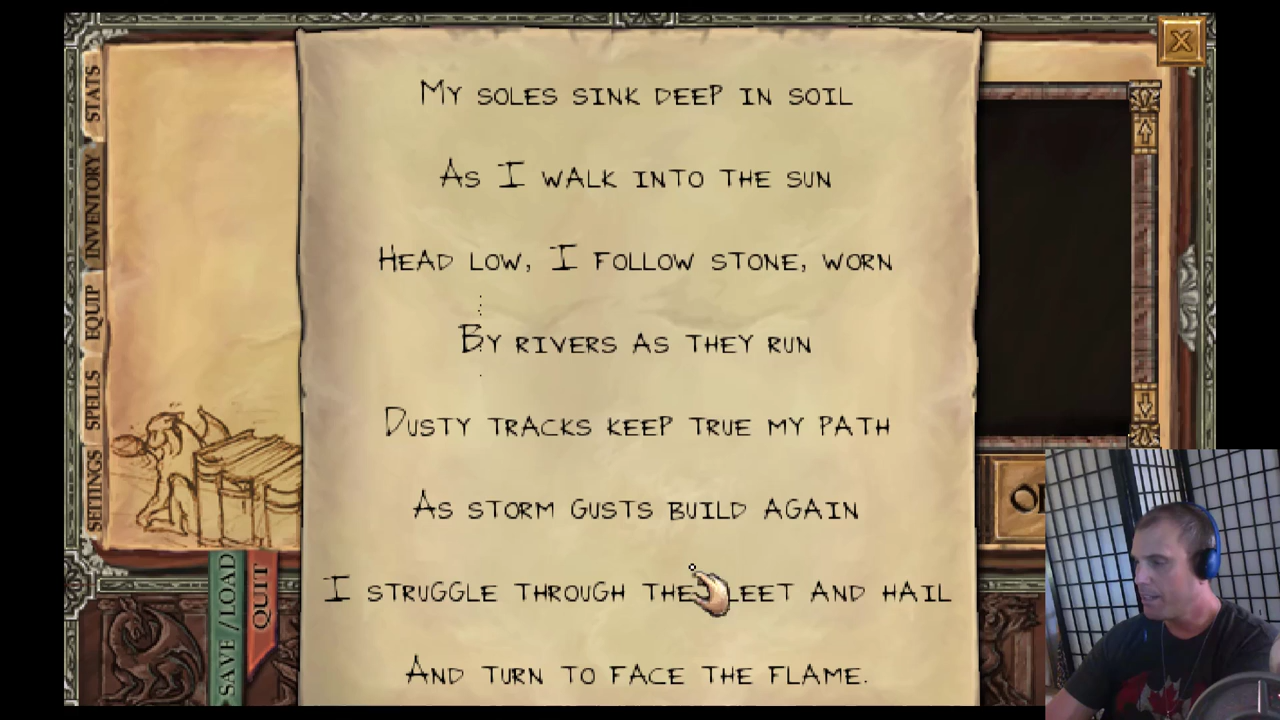 STATS
INVENTORY
EQUIP
SPELLS
SETTINGS
SAVE/LOAD
QUIT
X
My soles sink deep in soil
As I walk into the sun
Head low, I follow stone, worn
By rivers as they run
Dusty tracks keep true my path
As storm gusts build again
I struggle through the leet and hail
And turn to face the flame.